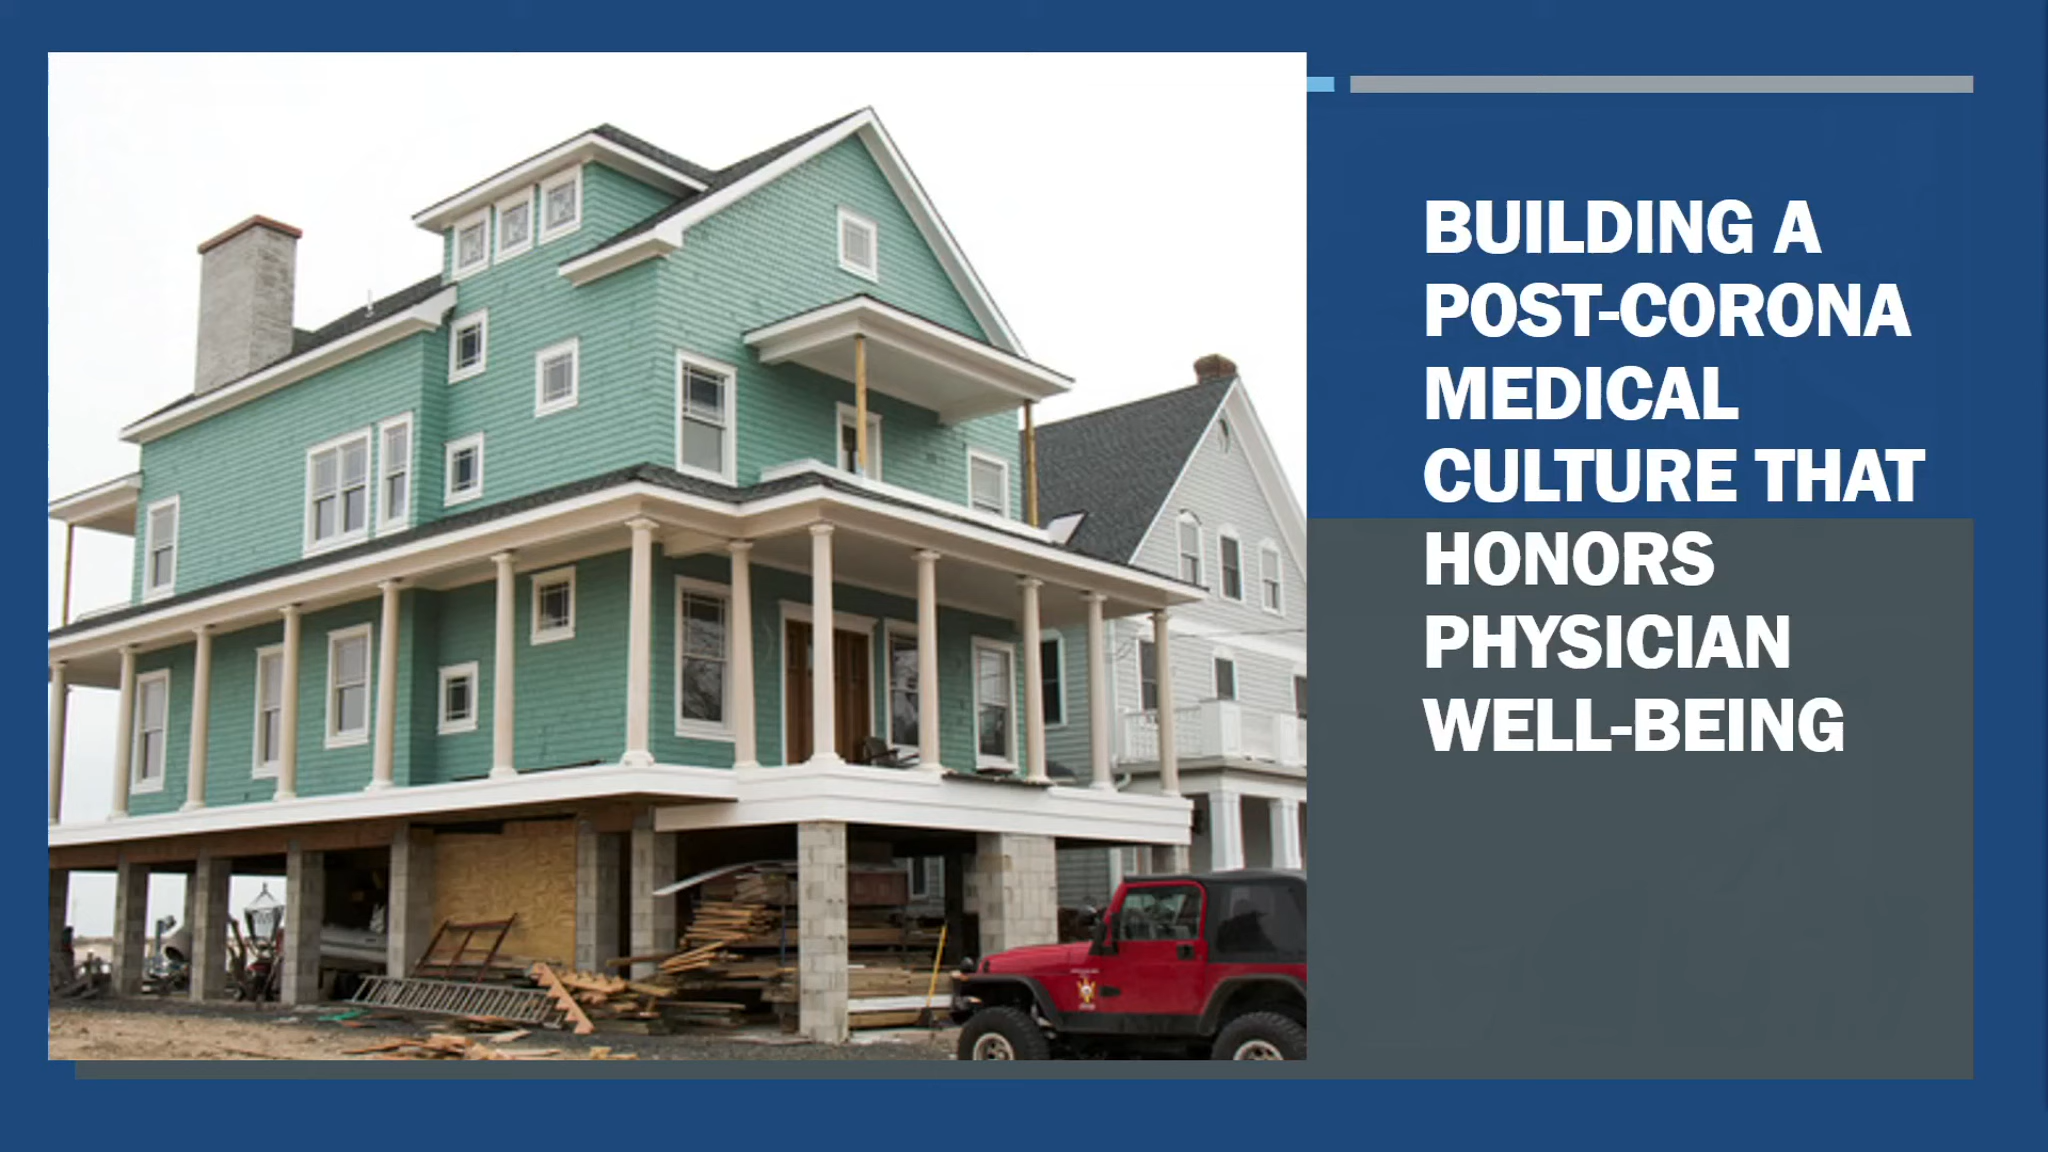 BUILDING A
POST-CORONA
MEDICAL
CULTURE THAT
HONORS
PHYSICIAN
WELL-BEING